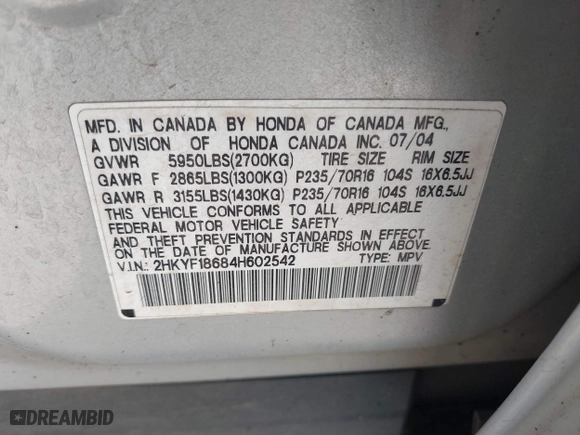 MFD. IN CANADA BY HONDA OF CANADA MFG.,
A DIVISION OF HONDA CANADA INC. 07/04
GVWR 5950LBS(2700KG) TIRE SIZE RIM SIZE
GAWR F 2865LBS(1300KG) P235/70R16 104S 16X6.5JJ
GAWR R 3155LBS(1430KG) P235/70R16 104S 16X6.5JJ
THIS VEHICLE CONFORMS TO ALL APPLICABLE
FEDERAL MOTOR VEHICLE SAFETY
AND THEFT PREVENTION STANDARDS IN EFFECT
ON THE DATE OF MANUFACTURE SHOWN ABOVE.
V.I.N.: 2HKYF18684H602542 TYPE: MPV
DREAMBID